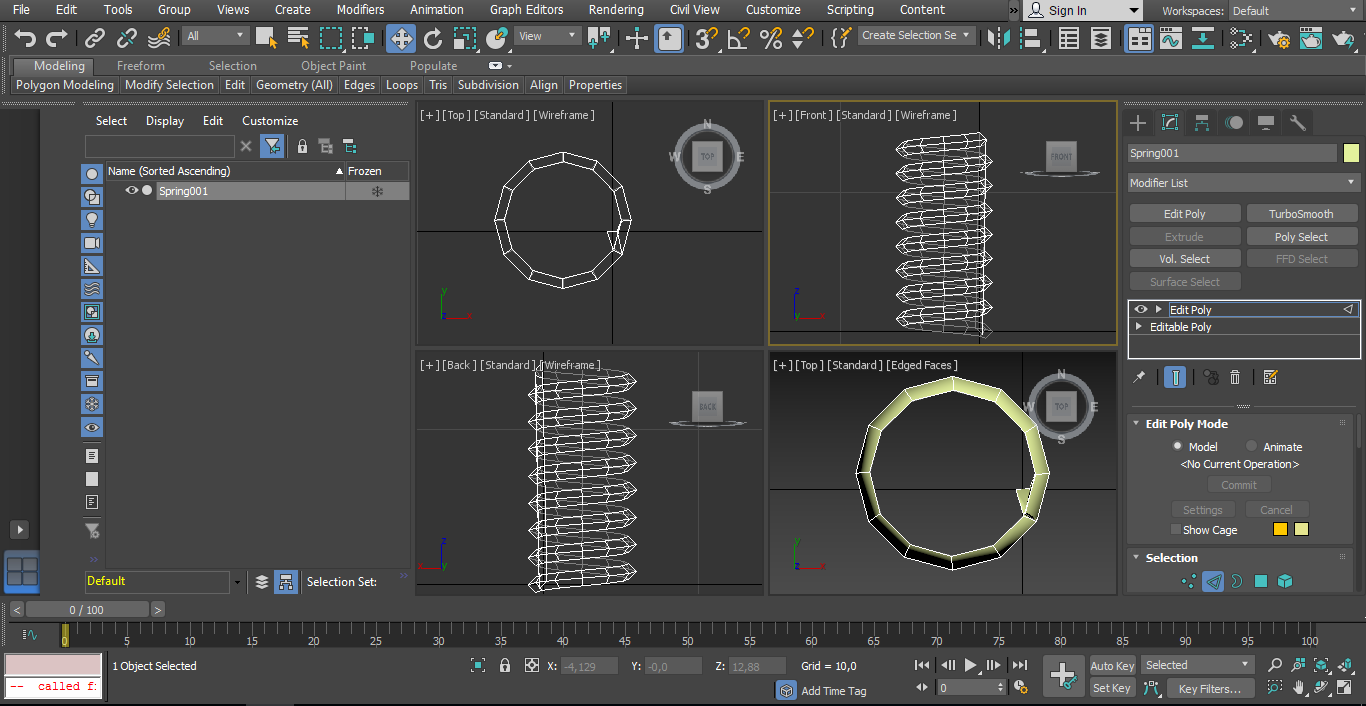 File Edit Tools Group Views Create Modifiers Animation Graph Editors Rendering Civil View Customize Scripting Content » Sign In Workspaces: Default
All View 3 % Create Selection Se
Modeling Freeform Selection Object Paint Populate
Polygon Modeling Modify Selection Edit Geometry (All) Edges Loops Tris Subdivision Align Properties
Select Display Edit Customize
Name (Sorted Ascending) Frozen
Spring001
Default Selection Set:
[+] [Top] [Standard] [Wireframe]
N W TOP E S
[+] [Front] [Standard] [Wireframe]
FRONT
[+] [Back] [Standard] [Wireframe]
BACK
[+] [Top] [Standard] [Edged Faces]
N W TOP E S
Spring001
Modifier List
Edit Poly TurboSmooth
Extrude Poly Select
Vol. Select FFD Select
Surface Select
Edit Poly
Editable Poly
Edit Poly Mode
Model Animate
<No Current Operation>
Commit
Settings Cancel
Show Cage
Selection
< 0 / 100 >
0 5 10 15 20 25 30 35 40 45 50 55 60 65 70 75 80 85 90 95 100
1 Object Selected X: -4,129 Y: -0,0 Z: 12,88 Grid = 10,0 Auto Key Selected
-- called f
Add Time Tag 0 Set Key Key Filters...